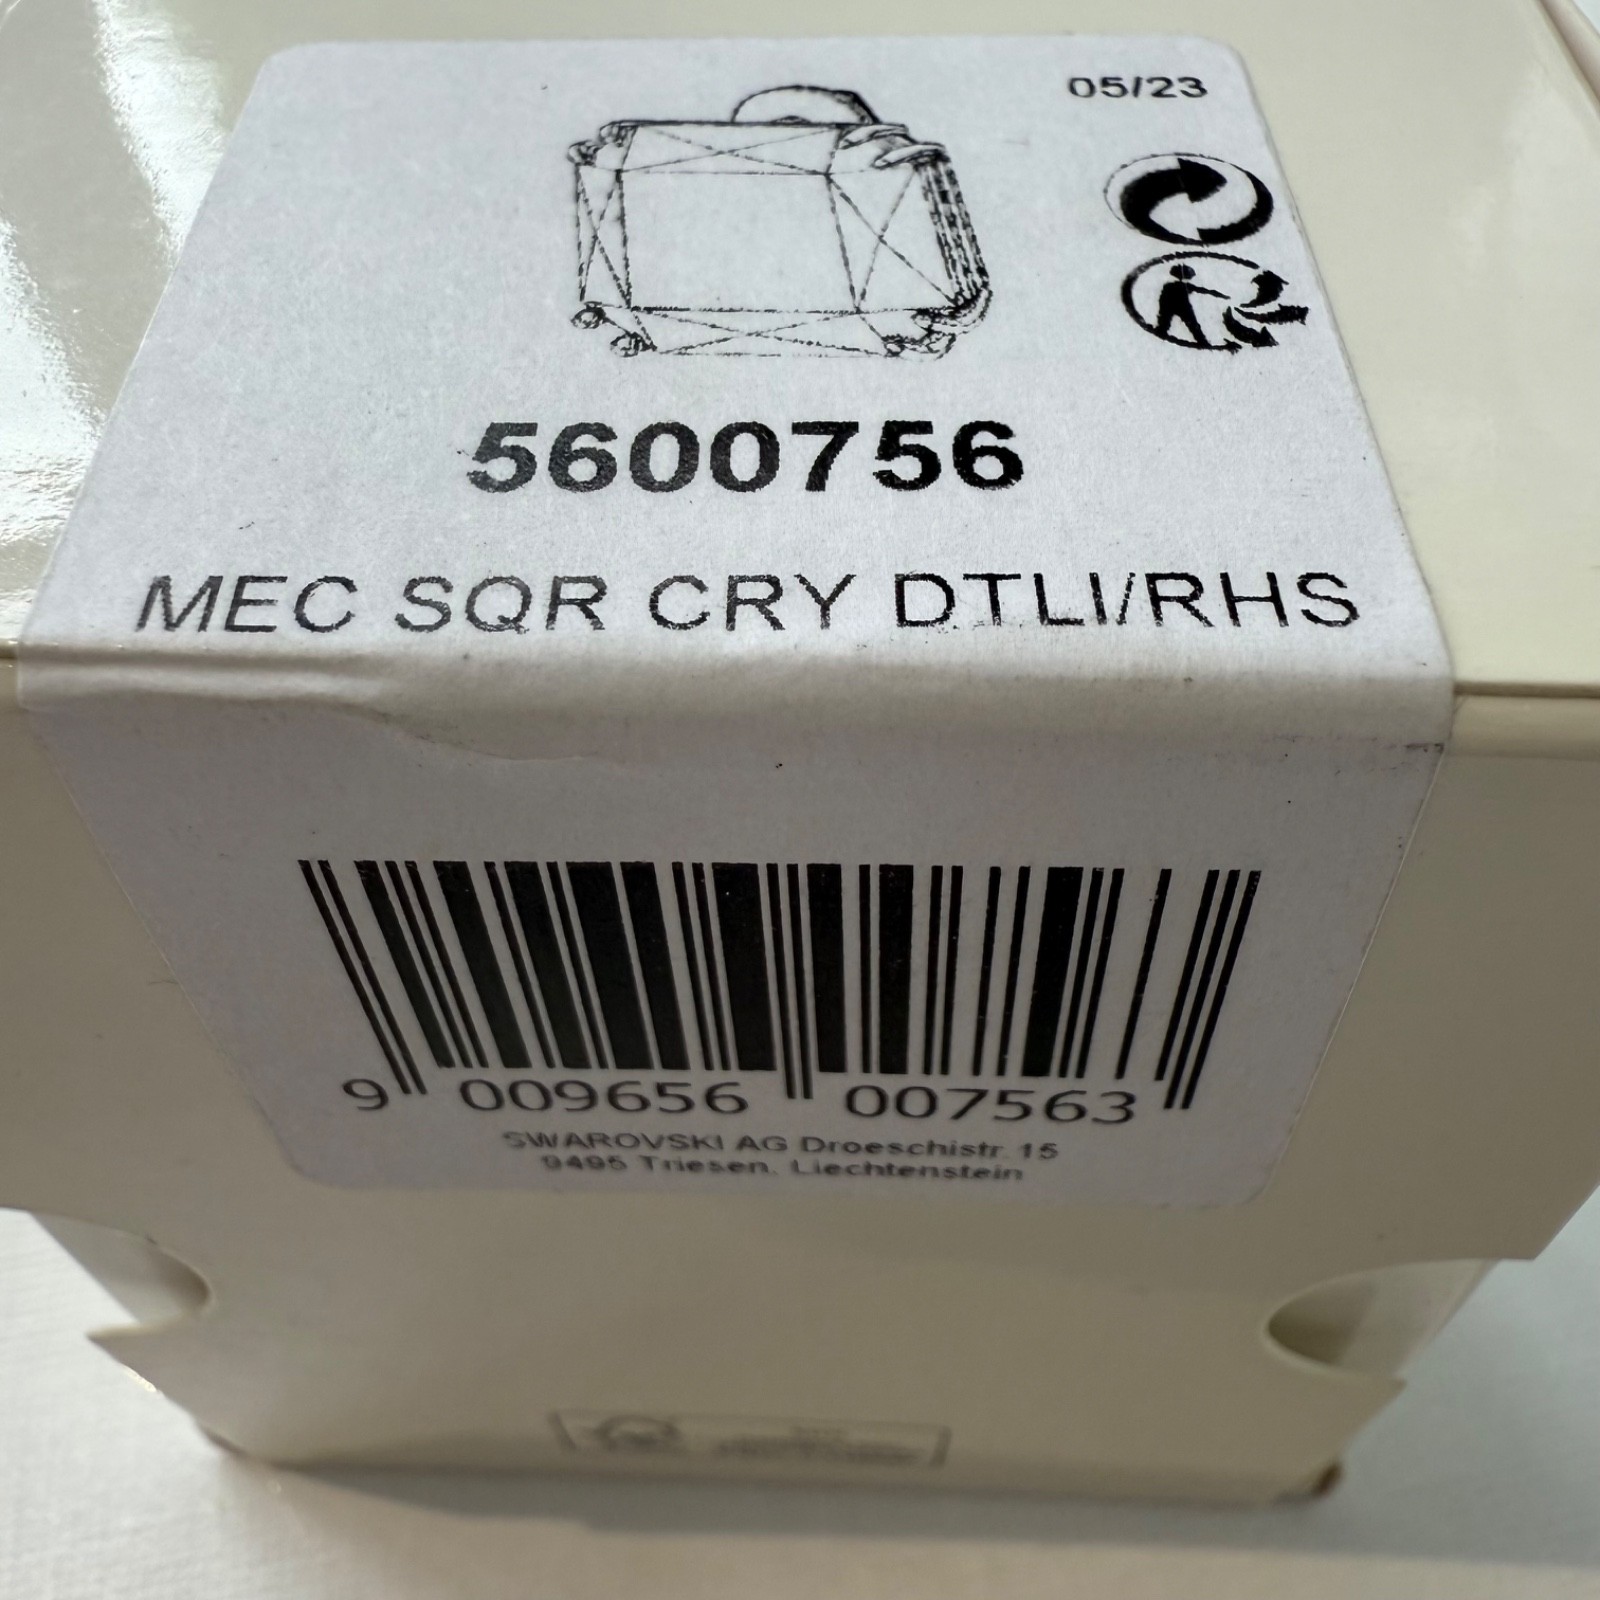 05/23
5600756
MEC SQR CRY DTLI/RHS
9 009656 007563
SWAROVSKI AG Droeschistr. 15
9495 Triesen, Liechtenstein